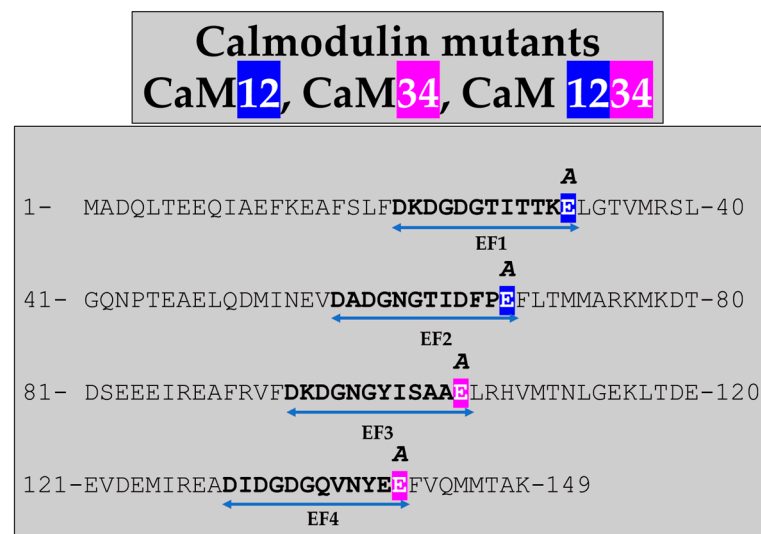 Calmodulin mutants
CaM12, CaM34, CaM 1234
A
1- MADQLTEEQIAEFKEAFSLFDKDGDGTITTKELGTVMRSL-40
EF1
A
41- GQNPTEAELQDMINEVDADGNGTIDFPEFLTMMARKMKDT-80
EF2
A
81- DSEEEIREAFRVFDKDGNGYISAAELRHVMTNLGEKLTDE-120
EF3
A
121-EVDEMIREADIDGDGQVNYEEFVQMMTAK-149
EF4